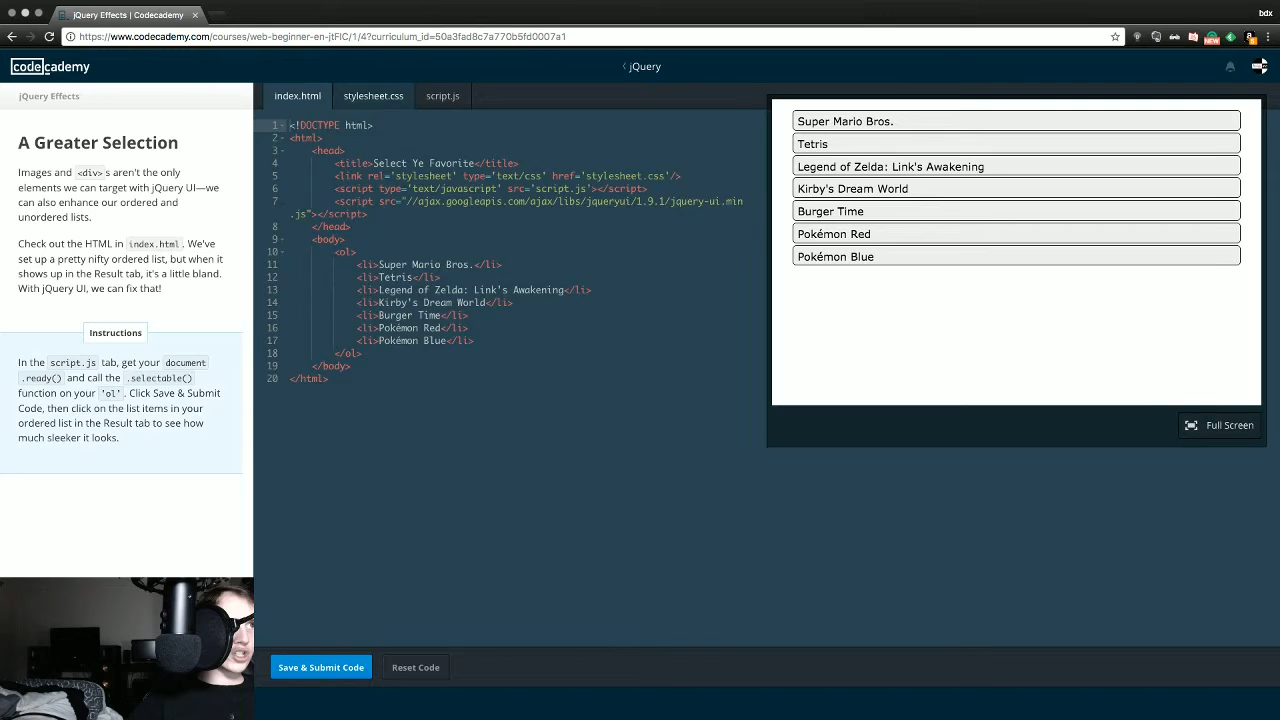 jQuery Effects | Codecademy
bdx
https://www.codecademy.com/courses/web-beginner-en-jtFIC/1/4?curriculum_id=50a3fad8c7a770b5fd0007a1
codecademy
jQuery
jQuery Effects
A Greater Selection
Images and <div>s aren't the only
elements we can target with jQuery UI—we
can also enhance our ordered and
unordered lists.
Check out the HTML in index.html. We've
set up a pretty nifty ordered list, but when it
shows up in the Result tab, it's a little bland.
With jQuery UI, we can fix that!
Instructions
In the script.js tab, get your document
.ready() and call the .selectable()
function on your 'ol'. Click Save & Submit
Code, then click on the list items in your
ordered list in the Result tab to see how
much sleeker it looks.
index.html stylesheet.css script.js
1 <!DOCTYPE html>
2 <html>
3 <head>
4 <title>Select Ye Favorite</title>
5 <link rel='stylesheet' type='text/css' href='stylesheet.css'/>
6 <script type='text/javascript' src='script.js'></script>
7 <script src="//ajax.googleapis.com/ajax/libs/jqueryui/1.9.1/jquery-ui.min
.js"></script>
8 </head>
9 <body>
10 <ol>
11 <li>Super Mario Bros.</li>
12 <li>Tetris</li>
13 <li>Legend of Zelda: Link's Awakening</li>
14 <li>Kirby's Dream World</li>
15 <li>Burger Time</li>
16 <li>Pokémon Red</li>
17 <li>Pokémon Blue</li>
18 </ol>
19 </body>
20 </html>
Super Mario Bros.
Tetris
Legend of Zelda: Link's Awakening
Kirby's Dream World
Burger Time
Pokémon Red
Pokémon Blue
Full Screen
Save & Submit Code
Reset Code